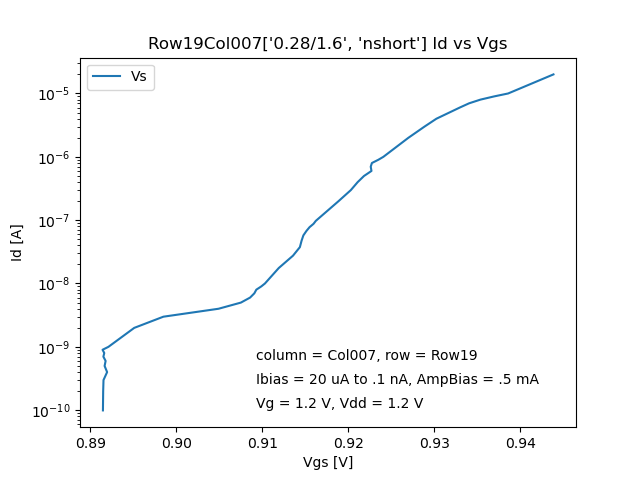 Row19Col007['0.28/1.6', 'nshort'] Id vs Vgs
Vs
10⁻⁵
10⁻⁶
10⁻⁷
10⁻⁸
10⁻⁹
10⁻¹⁰
Id [A]
column = Col007, row = Row19
Ibias = 20 uA to .1 nA, AmpBias = .5 mA
Vg = 1.2 V, Vdd = 1.2 V
0.89 0.90 0.91 0.92 0.93 0.94
Vgs [V]